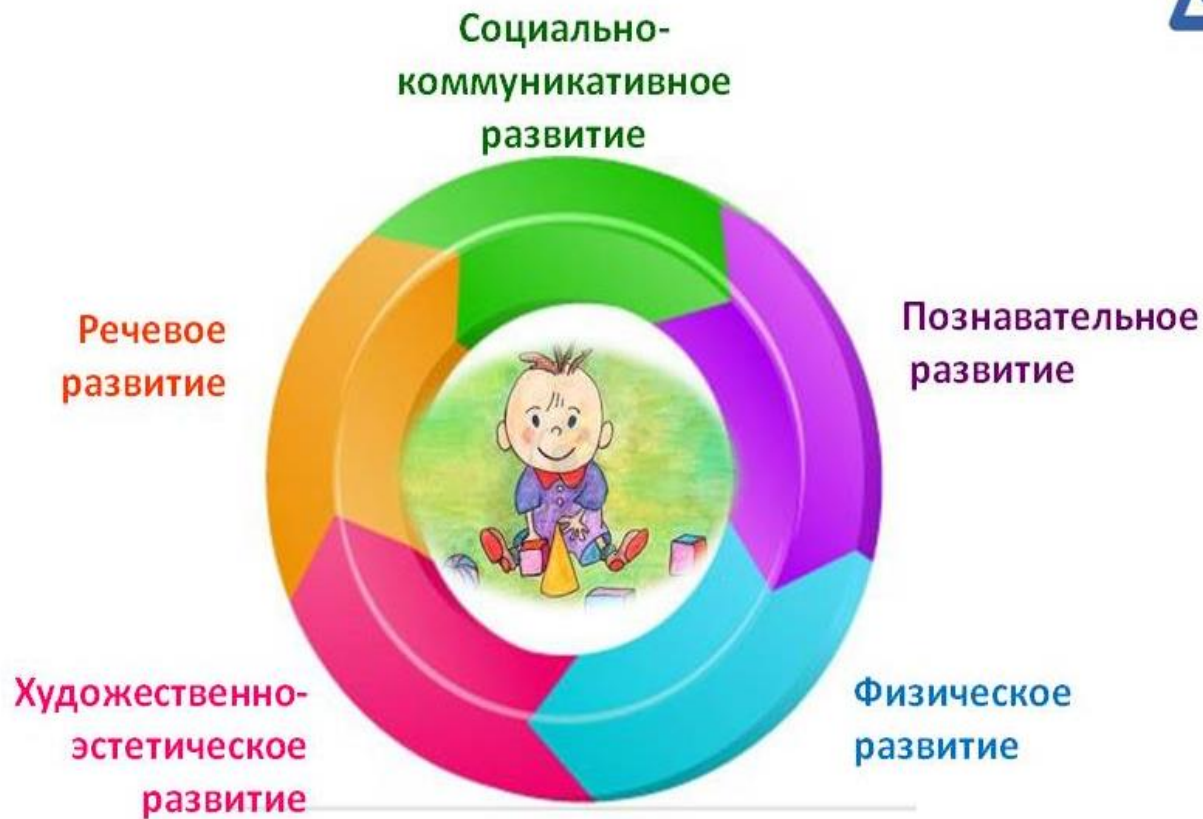 Социально-
коммуникативное
развитие
Речевое
развитие
Познавательное
развитие
Художественно-
эстетическое
развитие
Физическое
развитие